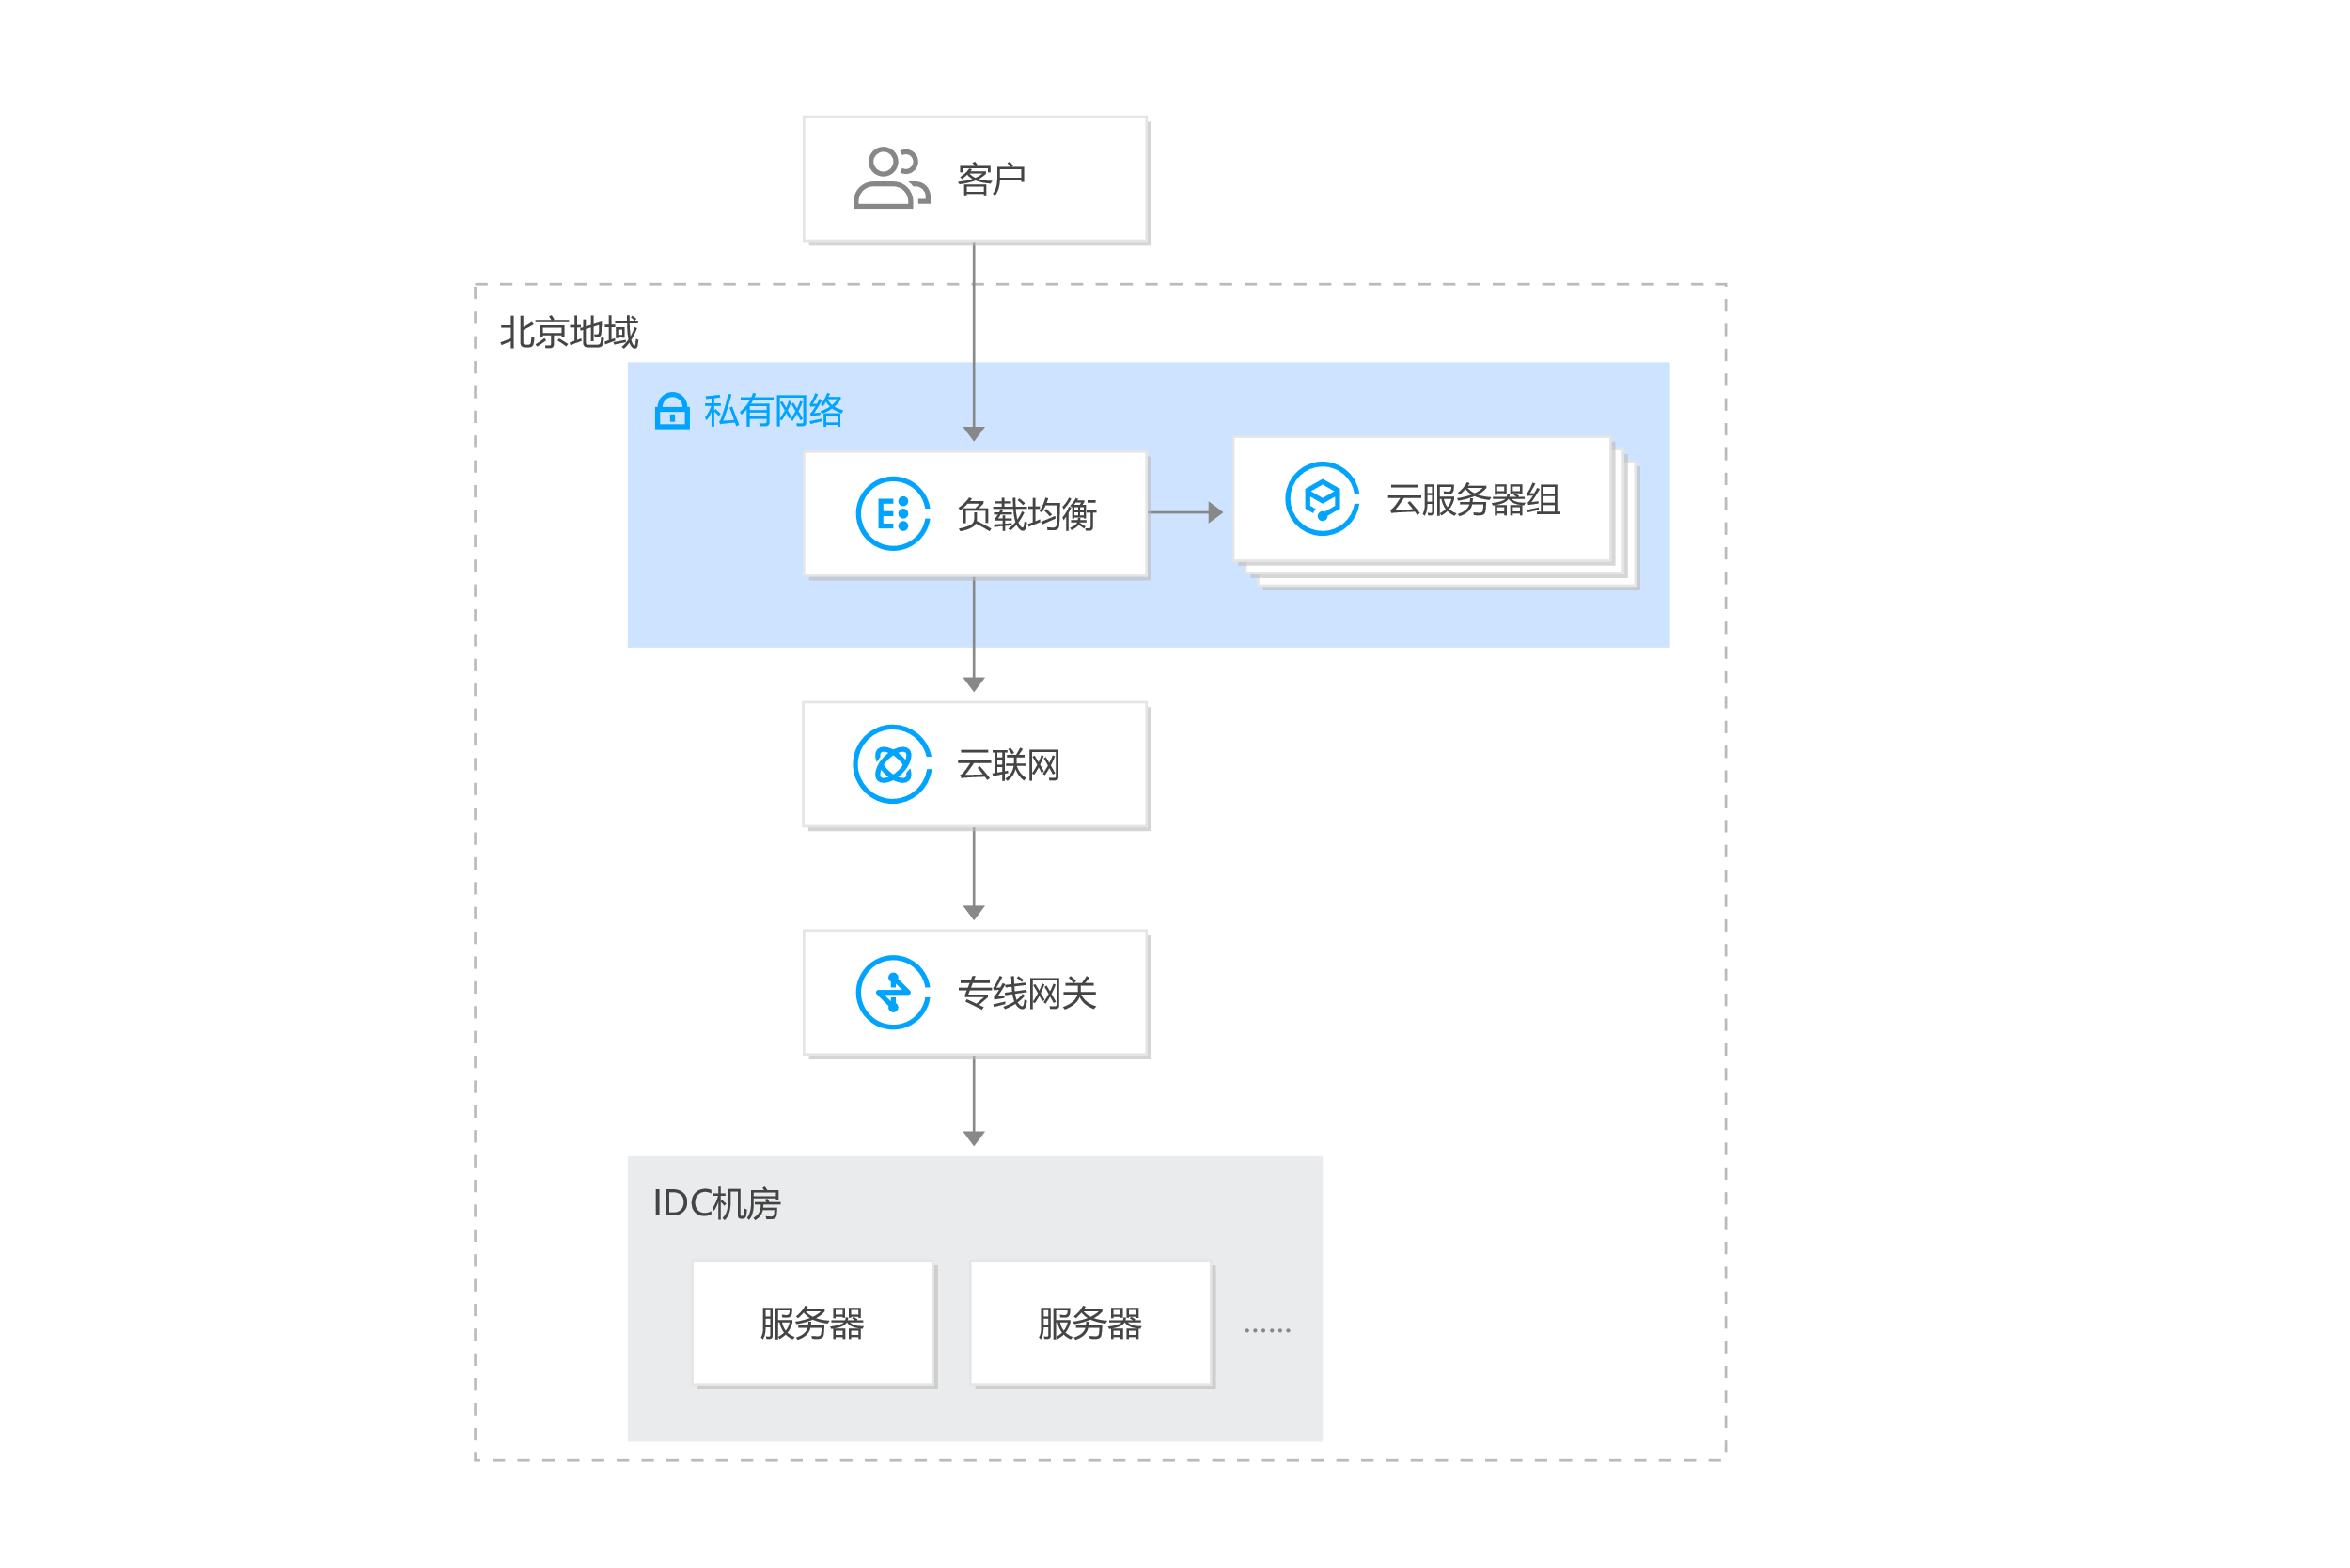 客户
北京地域
私有网络
负载均衡
云服务器组
云联网
专线网关
IDC机房
服务器
服务器
……